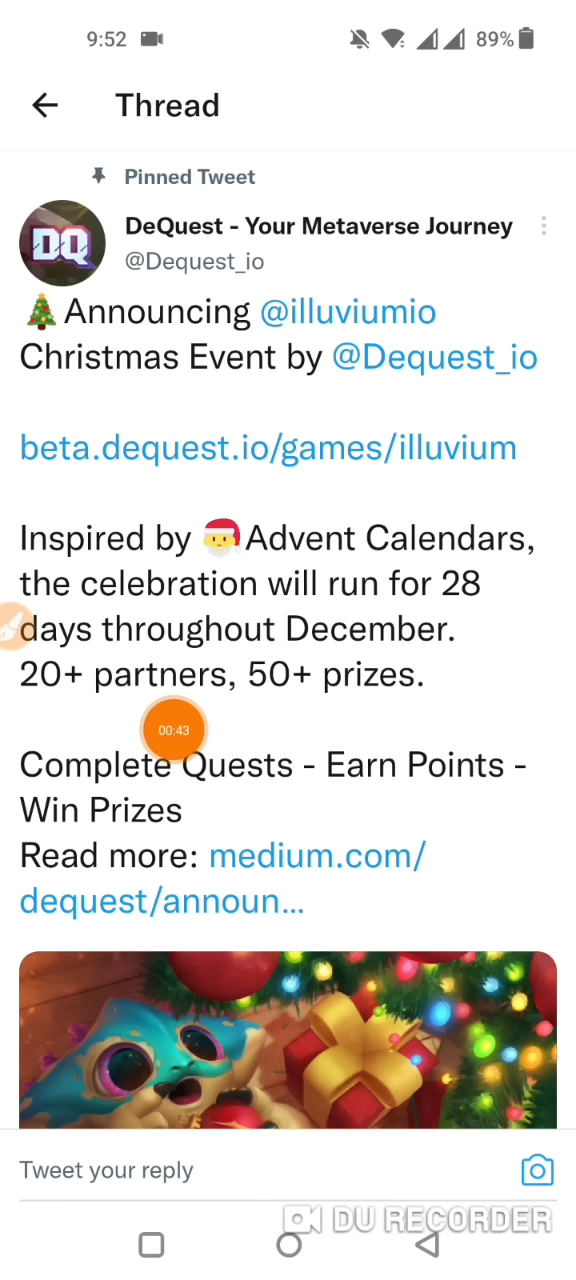 9:52 89%
Thread
Pinned Tweet
DQ
DeQuest - Your Metaverse Journey
@Dequest_io
Announcing @illuviumio
Christmas Event by @Dequest_io
beta.dequest.io/games/illuvium
Inspired by Advent Calendars,
the celebration will run for 28
days throughout December.
20+ partners, 50+ prizes.
00:43
Complete Quests - Earn Points -
Win Prizes
Read more: medium.com/
dequest/announ...
Tweet your reply
DU RECORDER